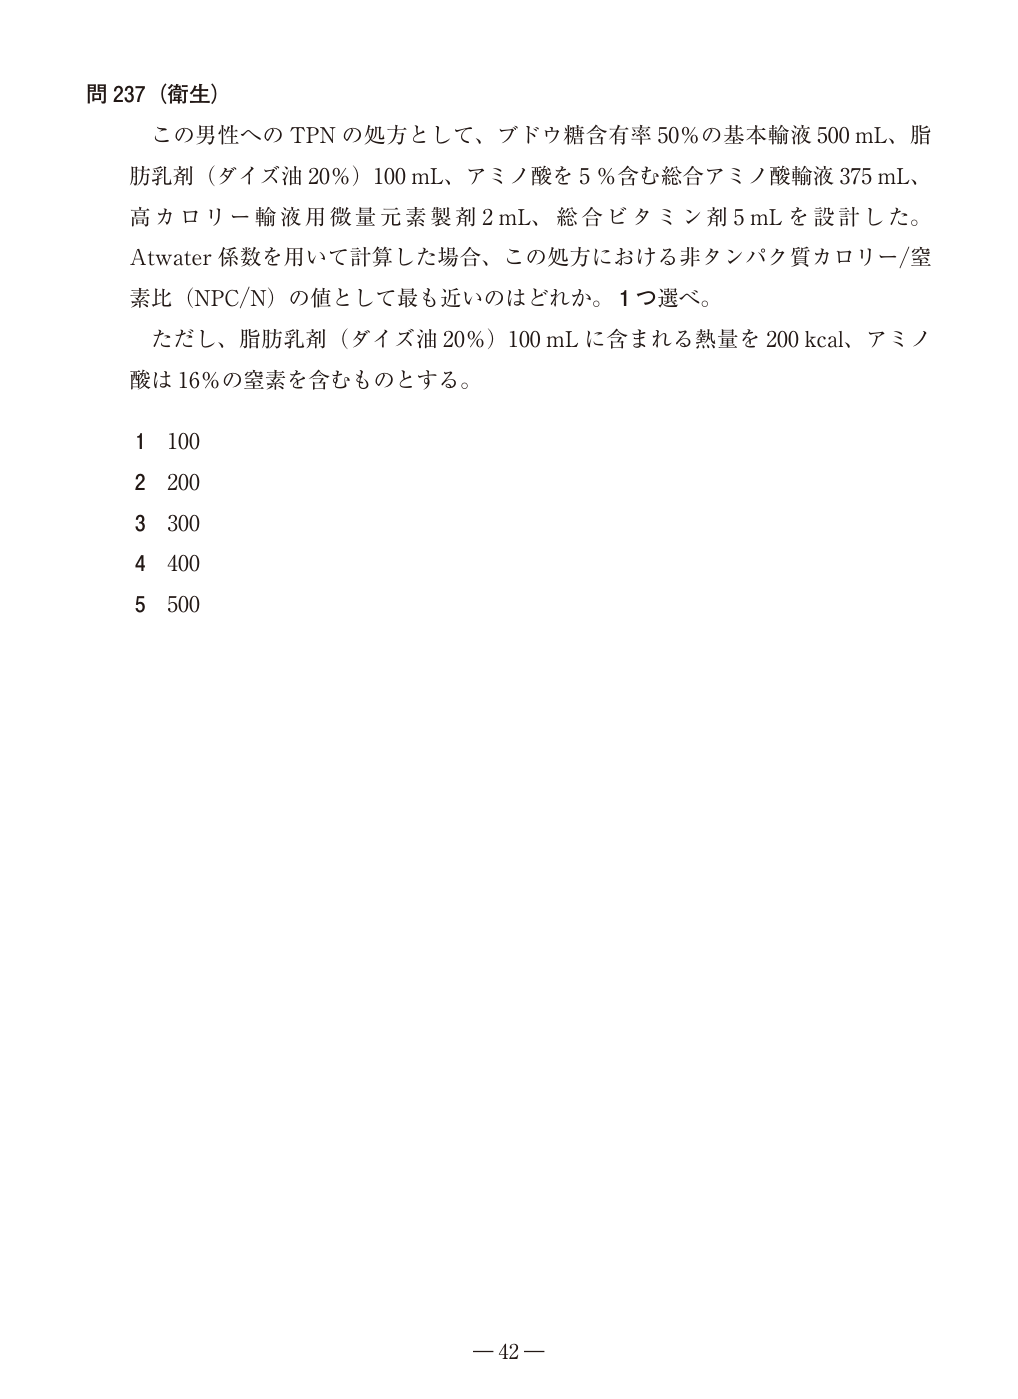 問 237（衛生）
この男性への TPN の処方として、ブドウ糖含有率 50％の基本輸液 500 mL、脂
肪乳剤（ダイズ油 20％）100 mL、アミノ酸を 5 ％含む総合アミノ酸輸液 375 mL、
高カロリー輸液用微量元素製剤 2 mL、総合ビタミン剤 5 mL を設計した。
Atwater 係数を用いて計算した場合、この処方における非タンパク質カロリー/窒
素比（NPC/N）の値として最も近いのはどれか。1 つ選べ。
ただし、脂肪乳剤（ダイズ油 20％）100 mL に含まれる熱量を 200 kcal、アミノ
酸は 16％の窒素を含むものとする。
1 100
2 200
3 300
4 400
5 500
― 42 ―